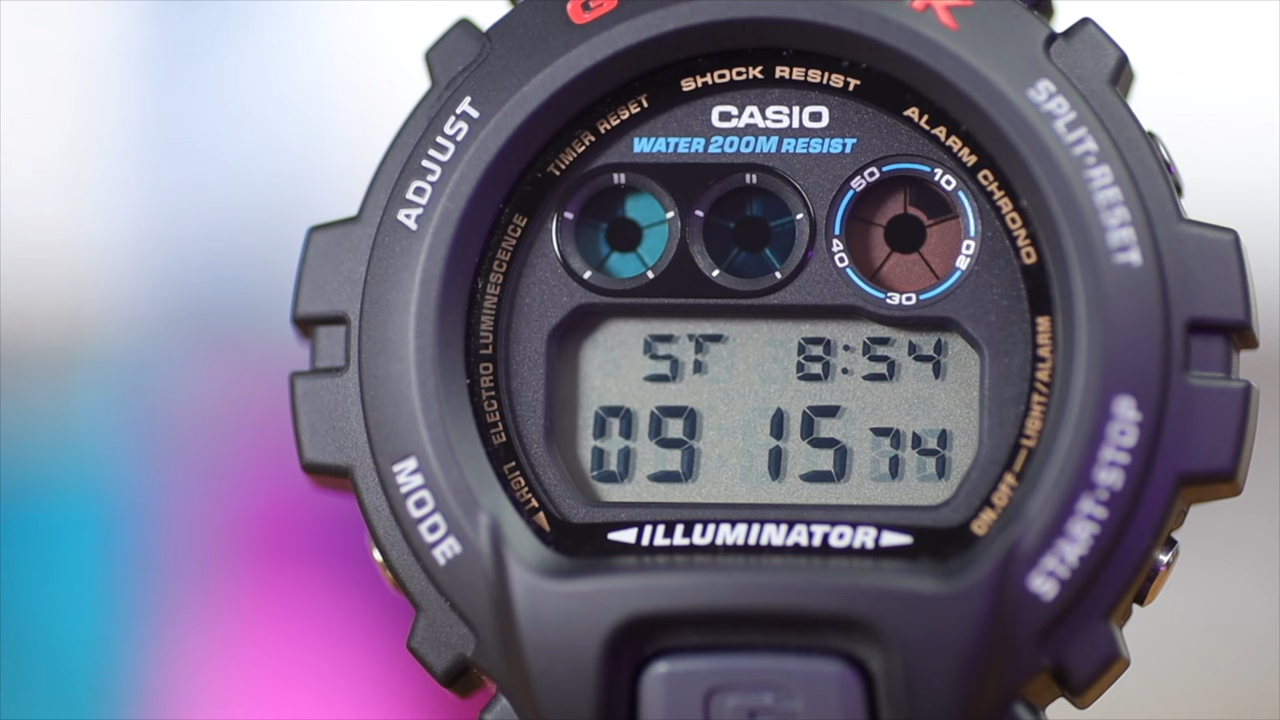 SHOCK RESIST
CASIO
WATER 200M RESIST
TIMER RESET
ALARM CHRONO
ADJUST
SPLIT·RESET
50 10
40 20
30
ELECTRO LUMINESCENCE
ST 8:54
09 15 74
LIGHT
ON.OFF—LIGHT/ALARM
MODE
START·STOP
ILLUMINATOR
G